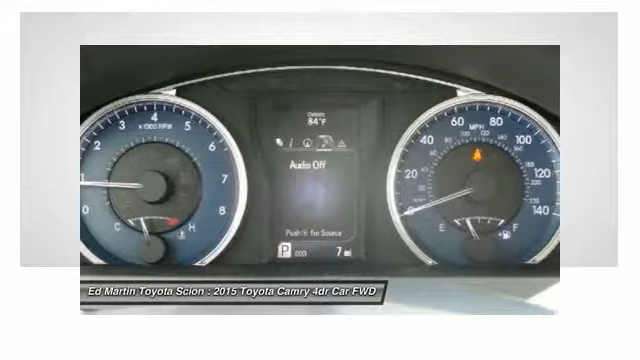 Outside
84°F
Audio Off
Push for Source
P ODO 7 mi
1 2 3 4 5 6 7 8 0
x1000 RPM
C H
0 20 40 60 80 100 120 140
MPH
E F
Ed Martin Toyota Scion : 2015 Toyota Camry 4dr Car FWD